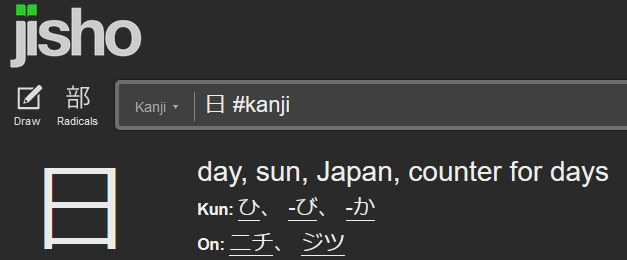 jisho
Draw
部
Radicals
Kanji
日 #kanji
日
day, sun, Japan, counter for days
Kun: ひ、 -び、 -か
On: ニチ、 ジツ